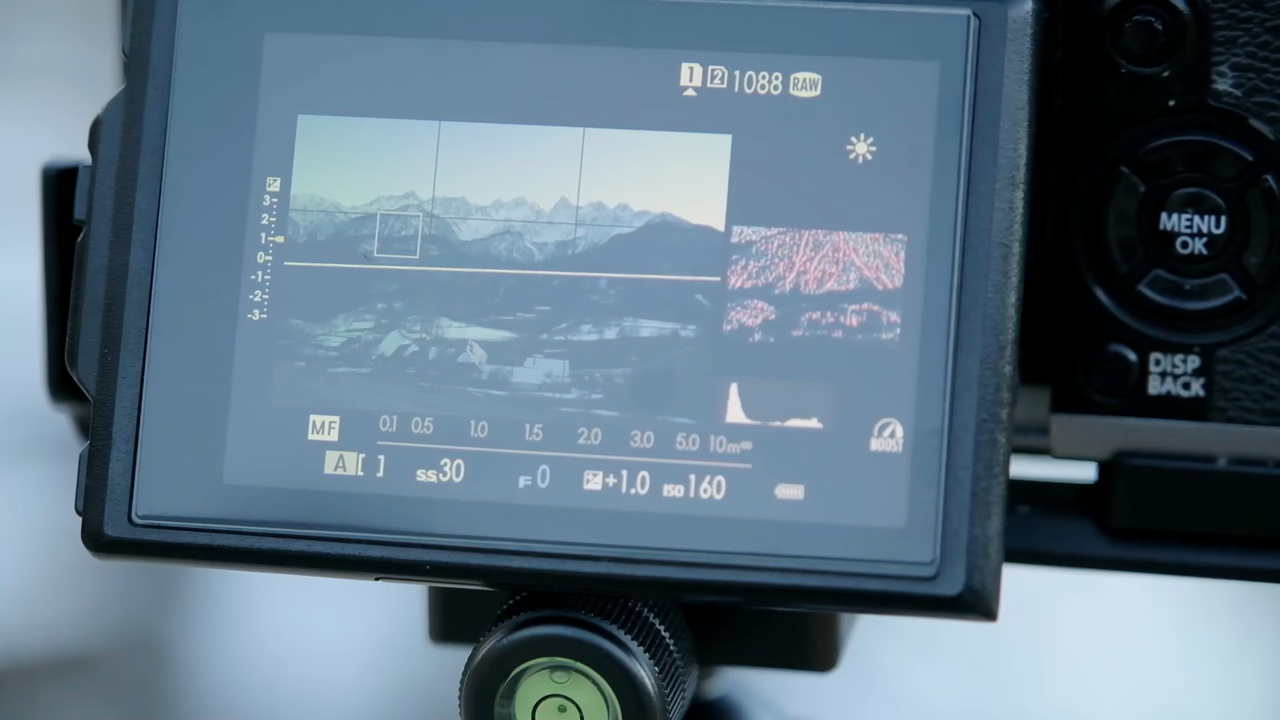 1 2 1088 RAW
3
2
1
0
-1
-2
-3
MF
0.1 0.5 1.0 1.5 2.0 3.0 5.0 10m∞
A [ ] SS 30 F 0 +1.0 ISO 160
BOOST
MENU
OK
DISP
BACK